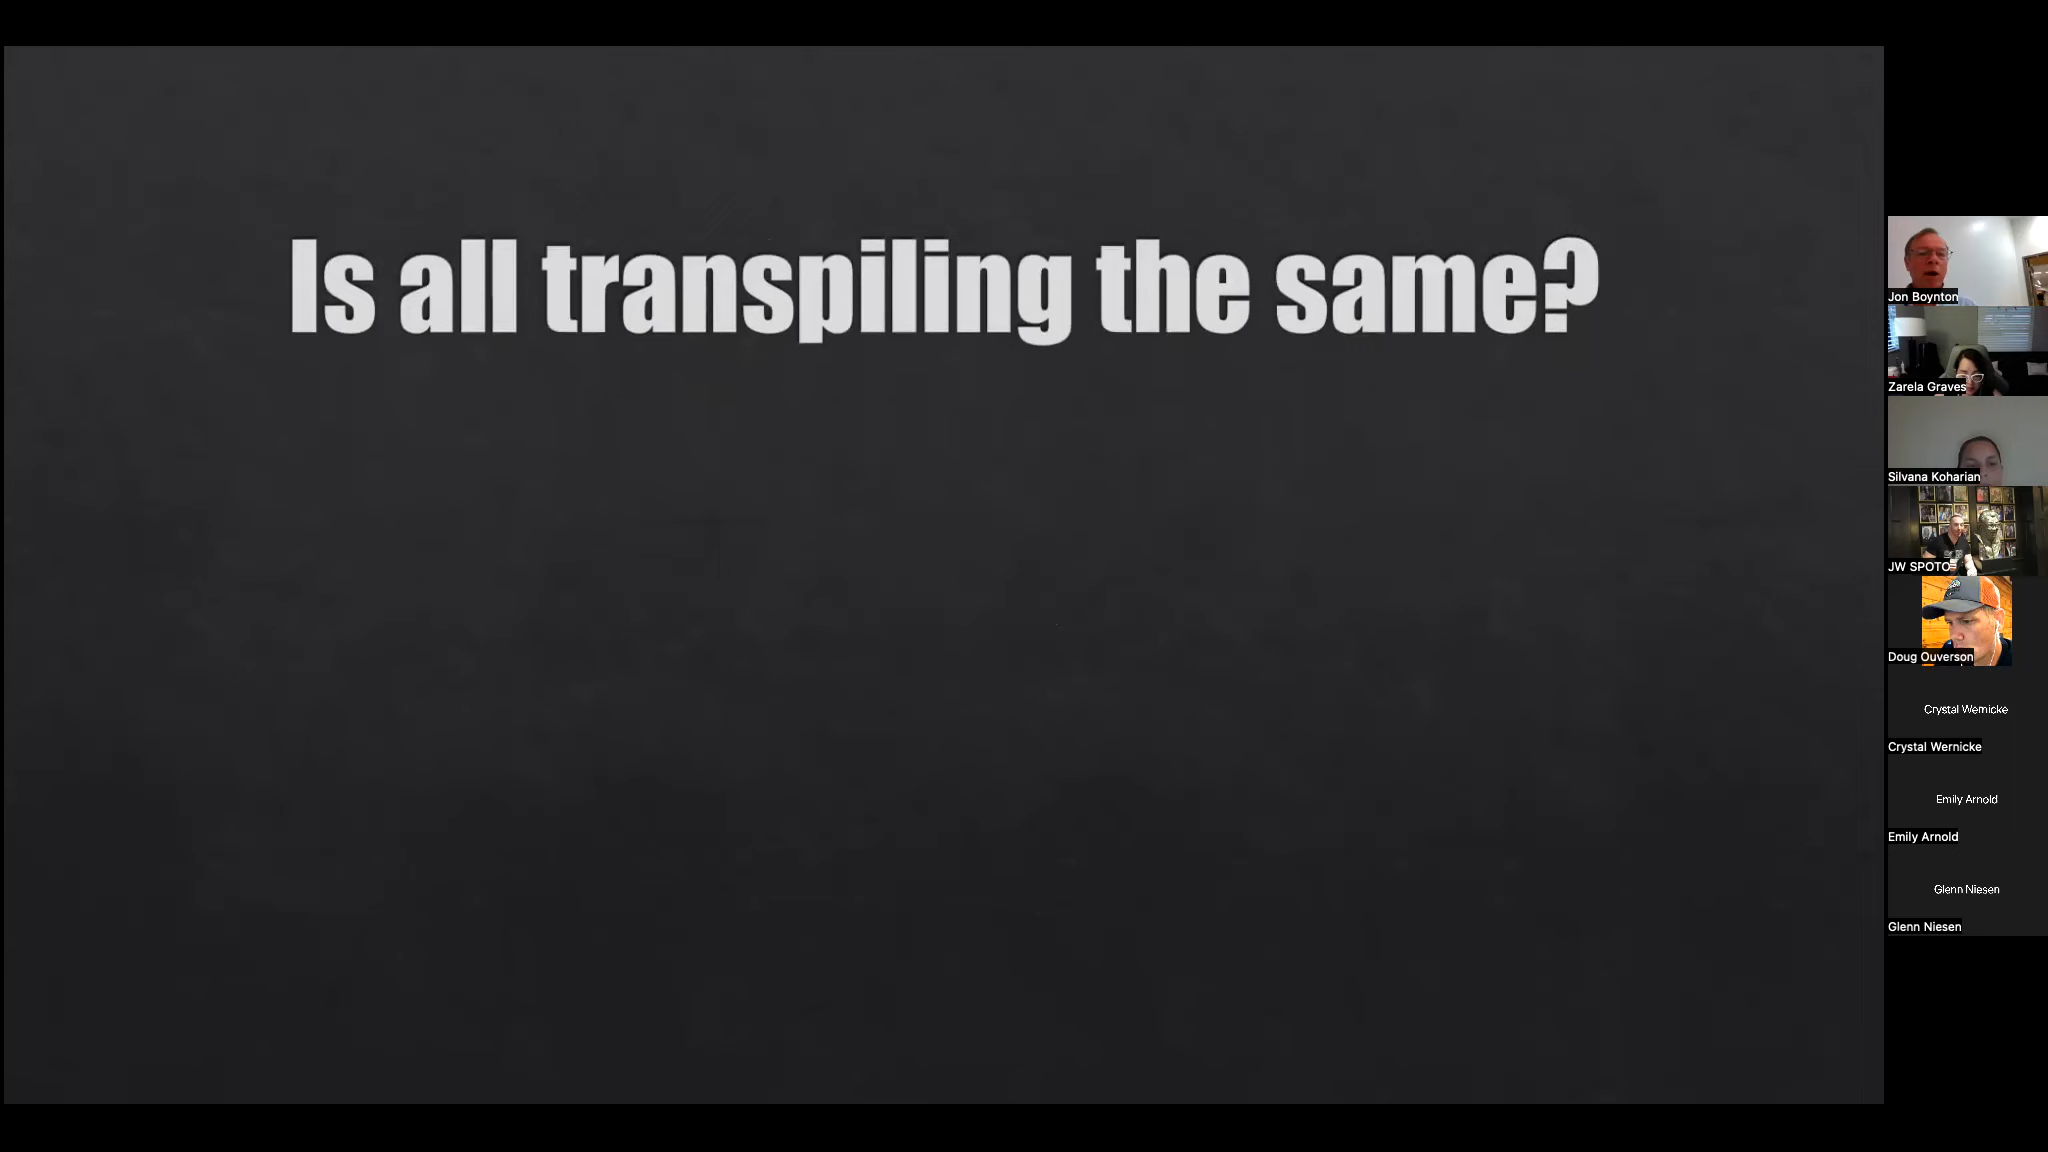 Is all transpiling the same?
Jon Boynton
Zarela Graves
Silvana Koharian
JW SPOTO
Doug Ouverson
Crystal Wernicke
Crystal Wernicke
Emily Arnold
Emily Arnold
Glenn Niesen
Glenn Niesen